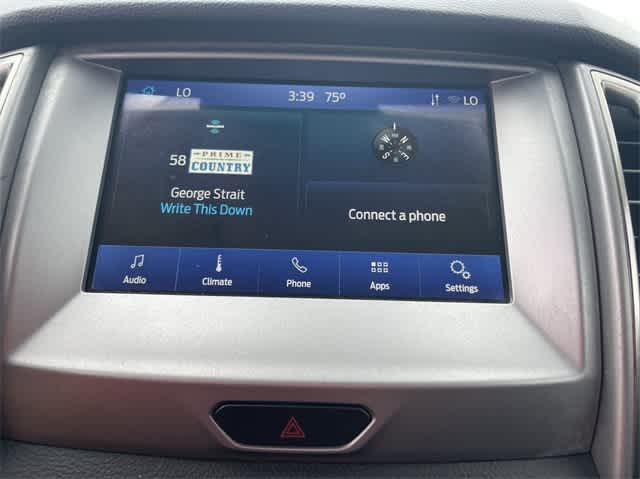 LO 3:39 75° LO
58 PRIME
COUNTRY
George Strait
Write This Down
N
E
S
W
Connect a phone
Audio Climate Phone Apps Settings